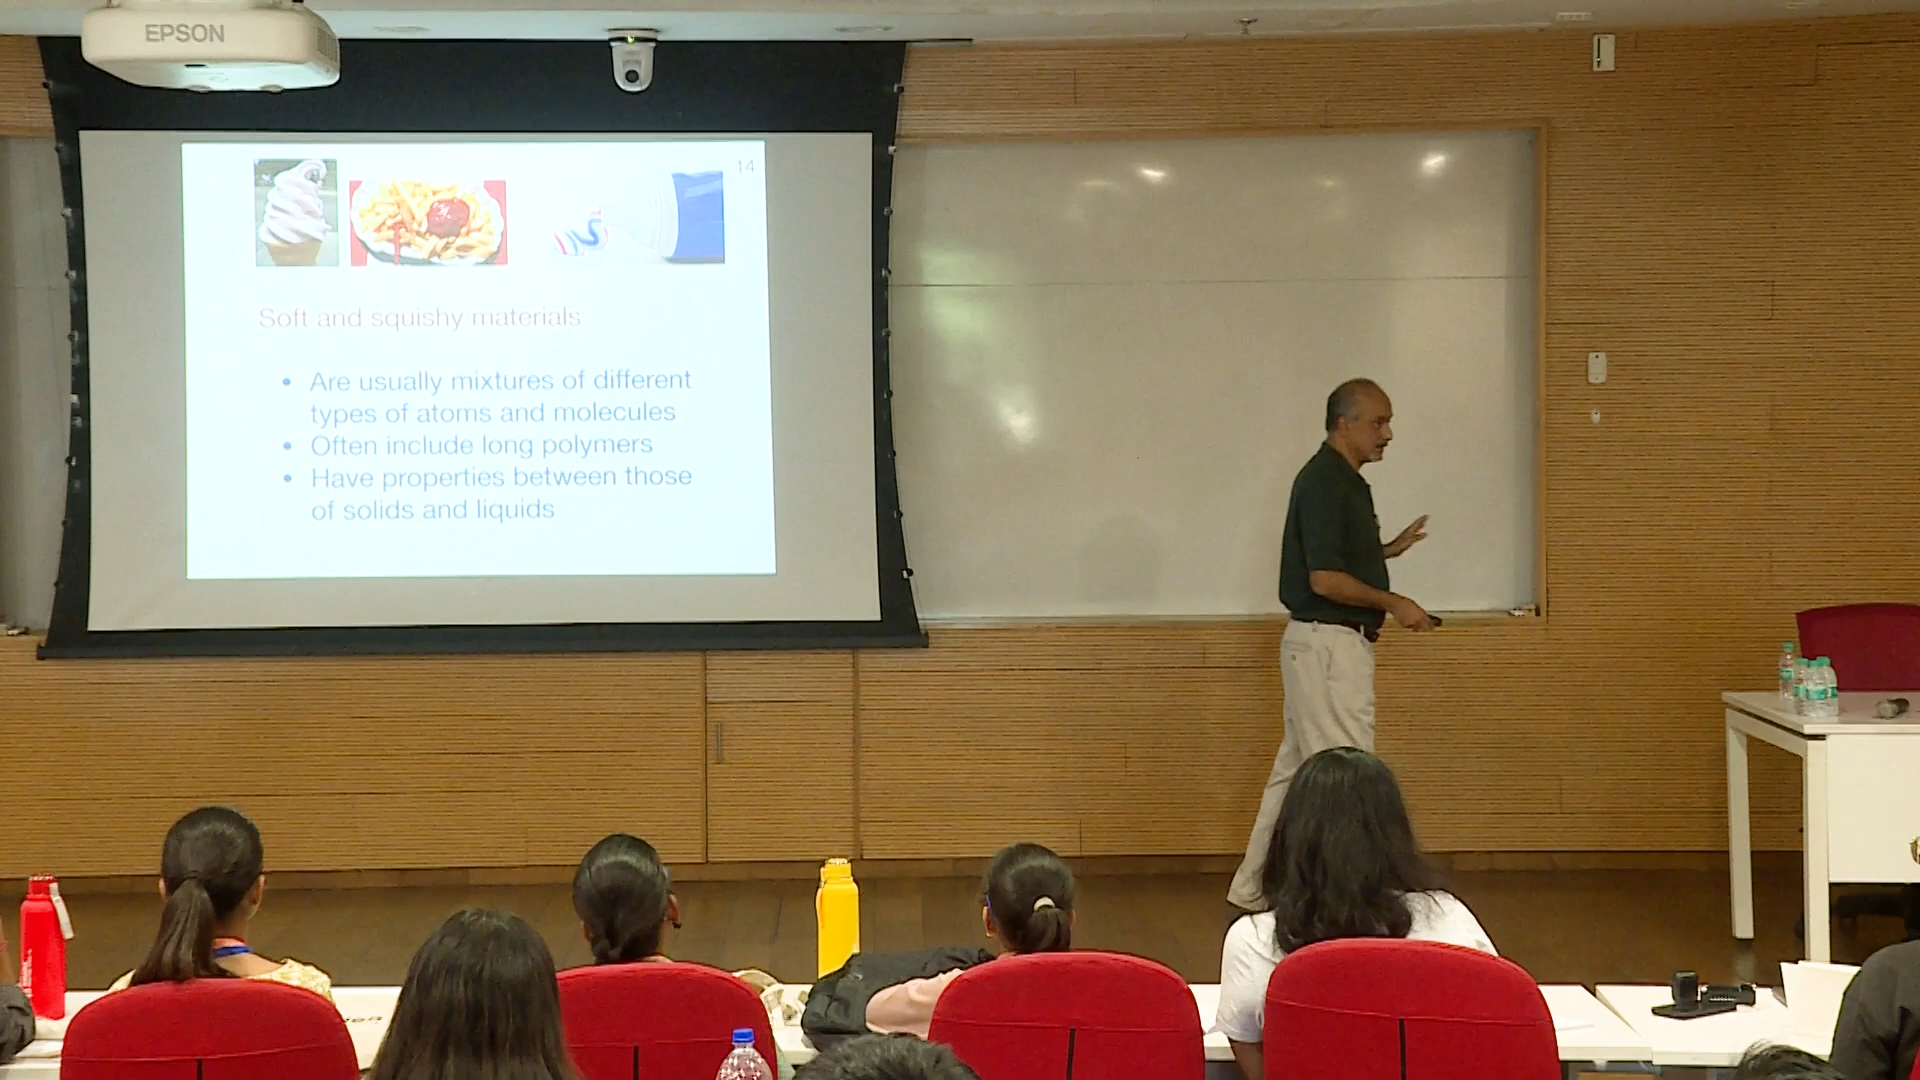 EPSON
14
Soft and squishy materials
• Are usually mixtures of different
types of atoms and molecules
• Often include long polymers
• Have properties between those
of solids and liquids